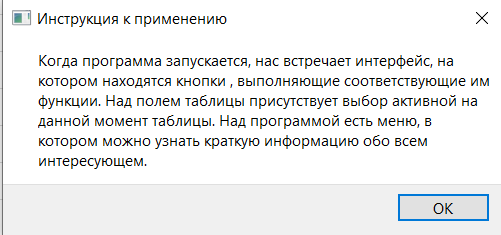 Инструкция к применению
Когда программа запускается, нас встречает интерфейс, на
котором находятся кнопки , выполняющие соответствующие им
функции. Над полем таблицы присутствует выбор активной на
данной момент таблицы. Над программой есть меню, в
котором можно узнать краткую информацию обо всем
интересующем.
OK